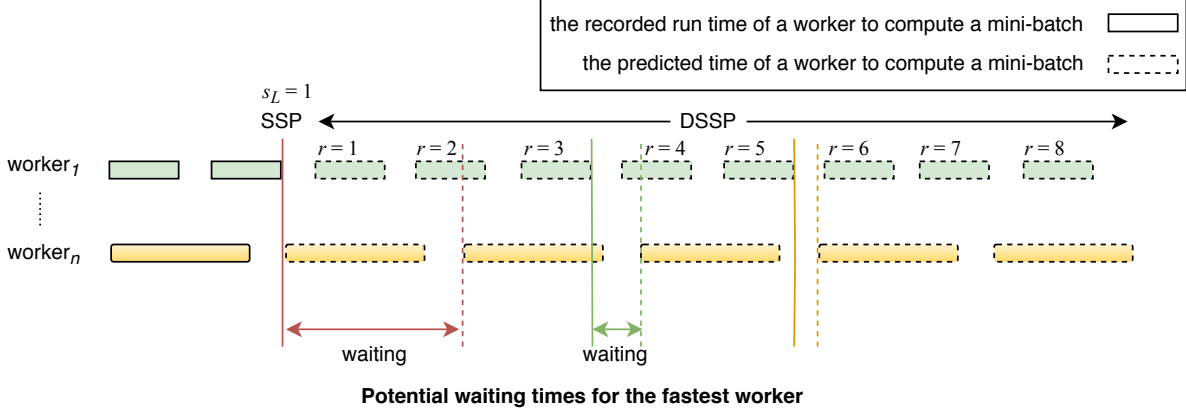 the recorded run time of a worker to compute a mini-batch
the predicted time of a worker to compute a mini-batch
s_L = 1
SSP
DSSP
worker_1
r = 1
r = 2
r = 3
r = 4
r = 5
r = 6
r = 7
r = 8
worker_n
waiting
waiting
Potential waiting times for the fastest worker